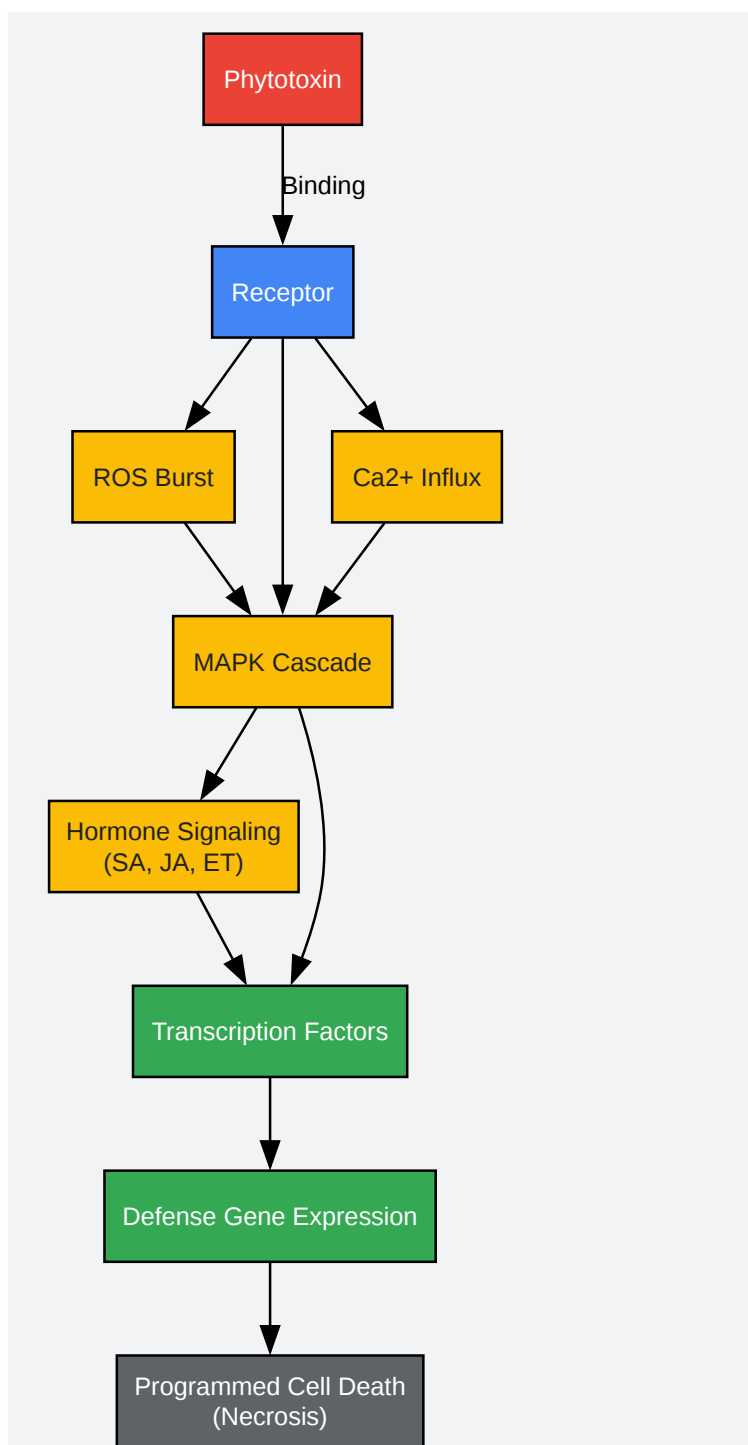 Phytotoxin
Binding
Receptor
ROS Burst
Ca2+ Influx
MAPK Cascade
Hormone Signaling
(SA, JA, ET)
Transcription Factors
Defense Gene Expression
Programmed Cell Death
(Necrosis)